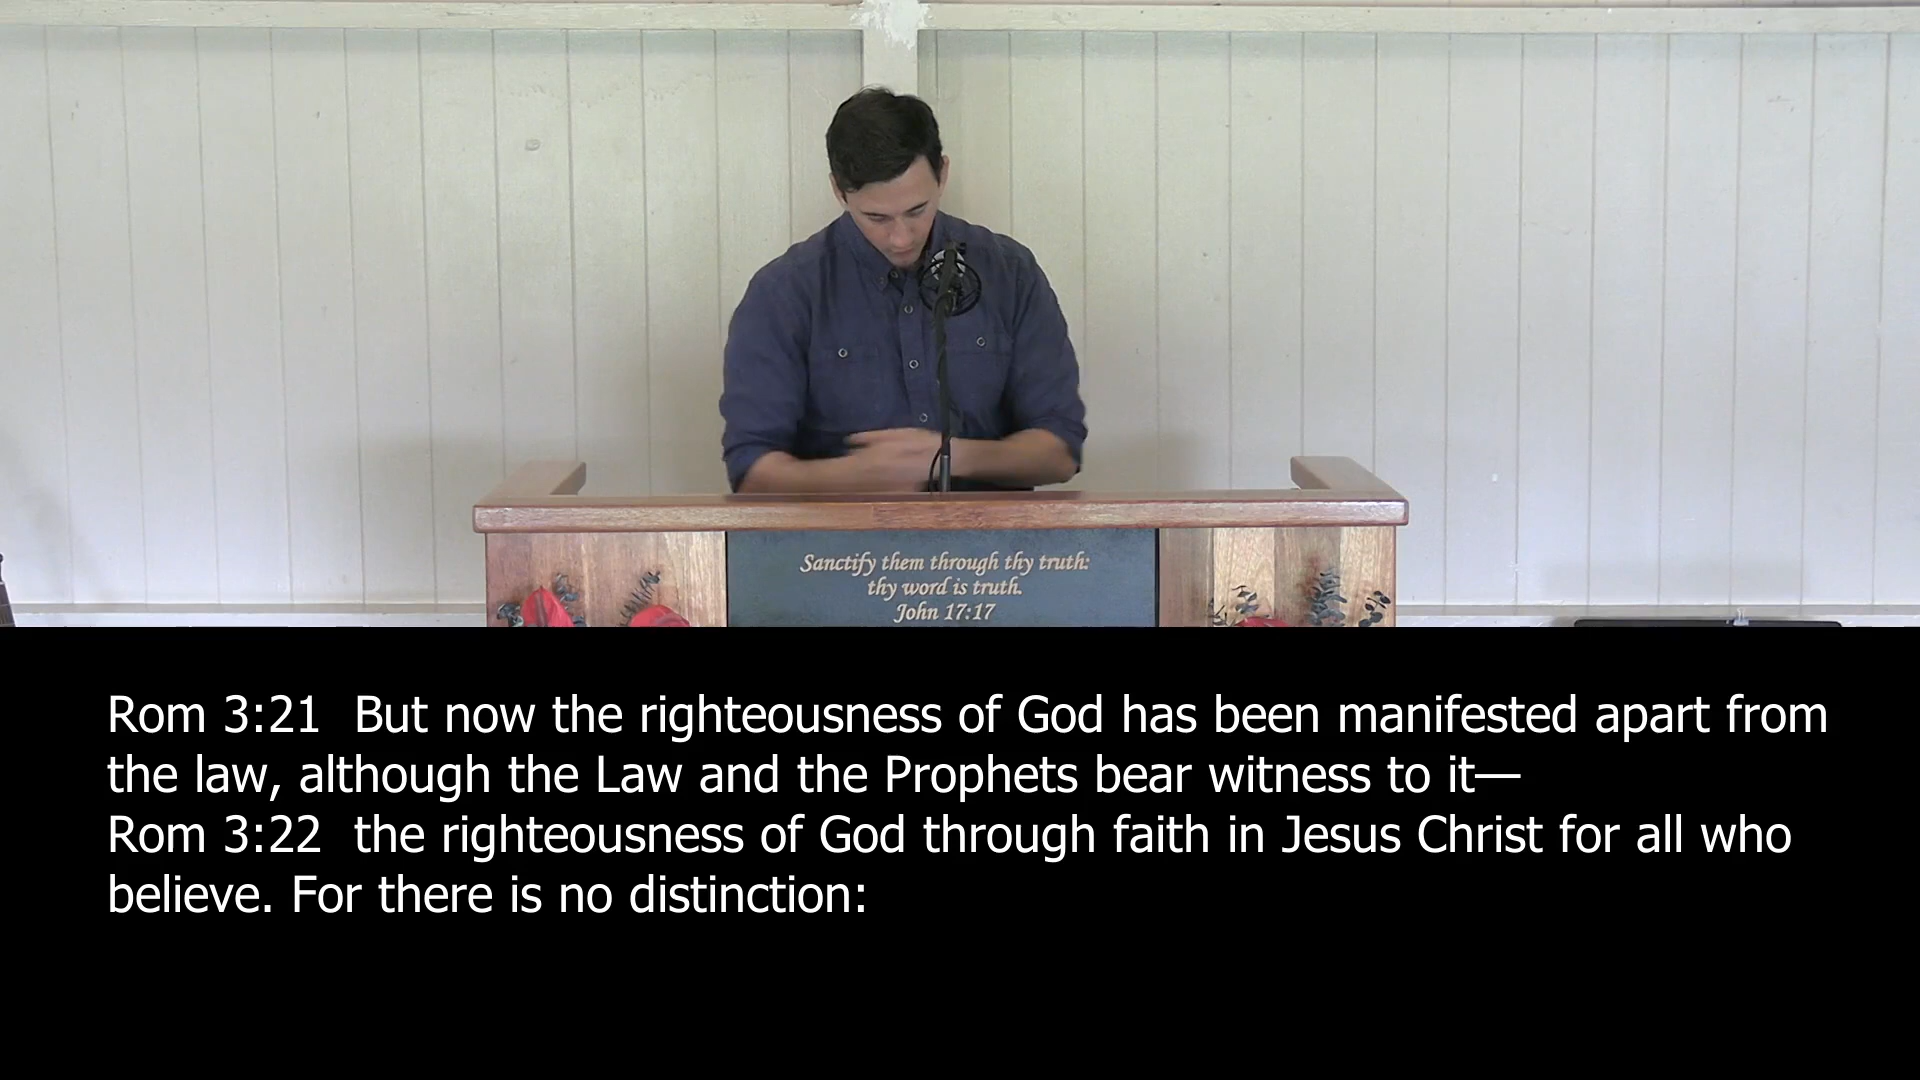 Sanctify them through thy truth:
thy word is truth.
John 17:17
Rom 3:21  But now the righteousness of God has been manifested apart from
the law, although the Law and the Prophets bear witness to it—
Rom 3:22  the righteousness of God through faith in Jesus Christ for all who
believe. For there is no distinction: